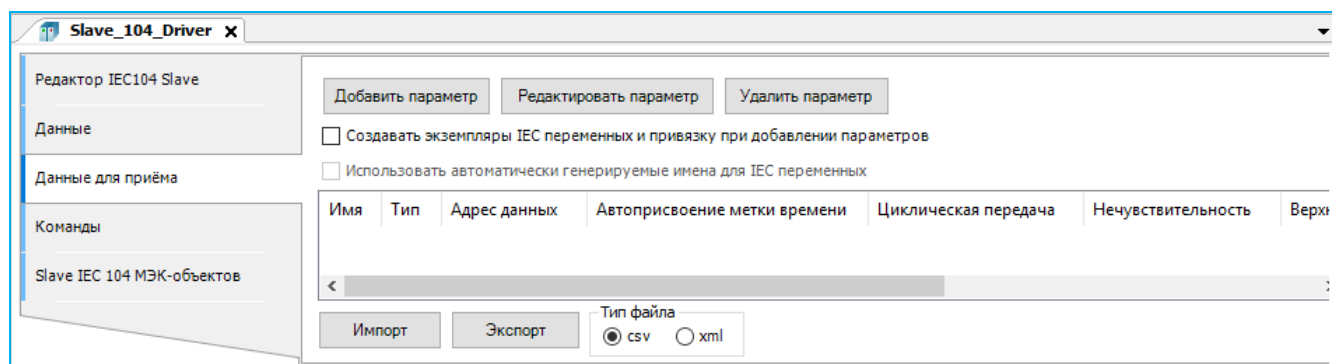 Slave_104_Driver x
Редактор IEC104 Slave
Данные
Данные для приёма
Команды
Slave IEC 104 МЭК-объектов
Добавить параметр Редактировать параметр Удалить параметр
Создавать экземпляры IEC переменных и привязку при добавлении параметров
Использовать автоматически генерируемые имена для IEC переменных
Имя Тип Адрес данных Автоприсвоение метки времени Циклическая передача Нечувствительность
Импорт Экспорт Тип файла
csv xml